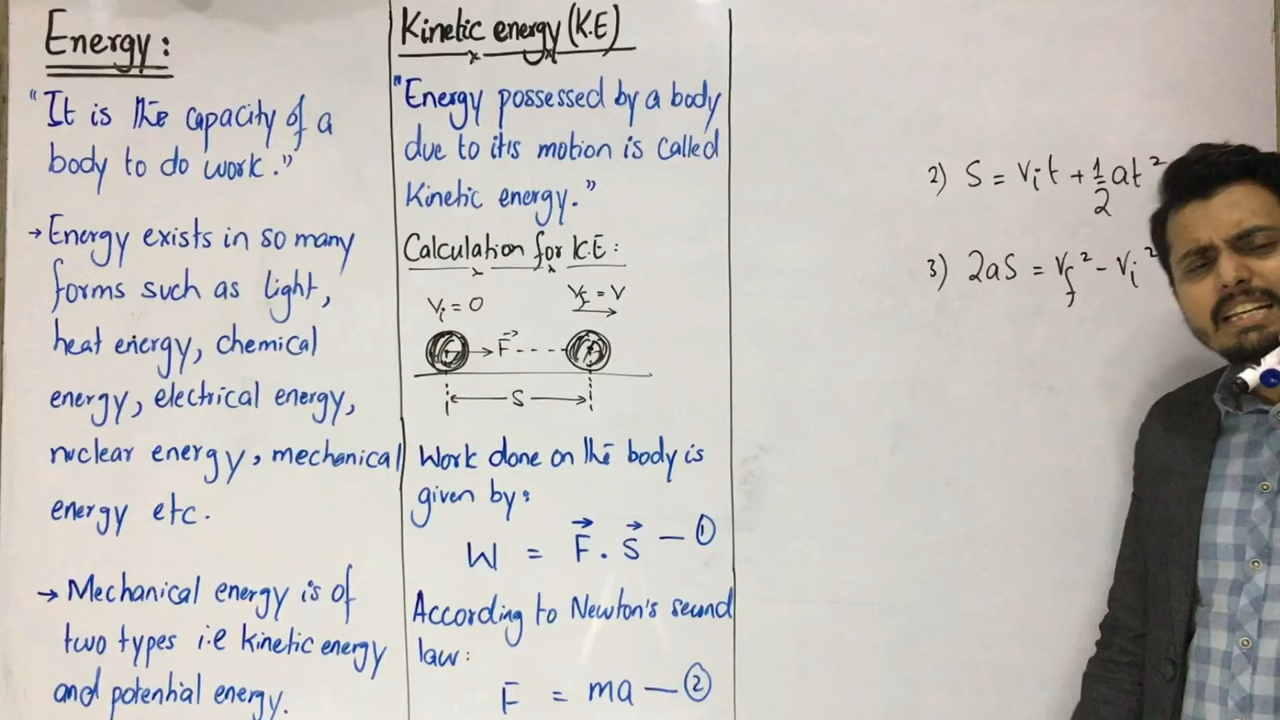 Energy:
"It is the capacity of a
body to do work."
→ Energy exists in so many
forms such as light,
heat energy, chemical
energy, electrical energy,
nuclear energy, mechanical
energy etc.
→ Mechanical energy is of
two types i.e kinetic energy
and potential energy.
Kinetic energy (K.E)
"Energy possessed by a body
due to its motion is called
Kinetic energy."
Calculation for K.E:
Vi = 0
Vf = V
F
S
Work done on the body is
given by:
W = F⃗ . S⃗ — ①
According to Newton's second
law:
F = ma — ②
2) S = Vit + 1/2 at²
3) 2aS = Vf² - Vi²